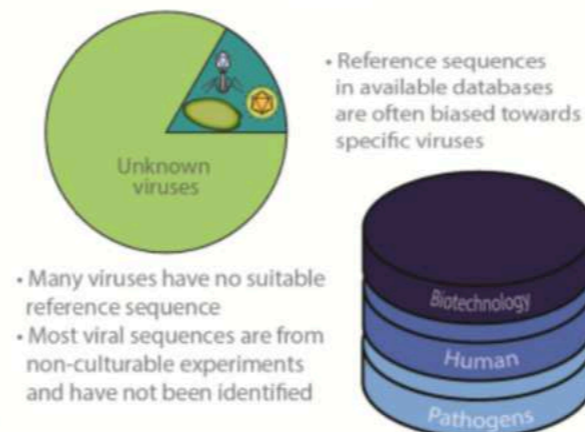 Unknown
viruses
• Reference sequences
in available databases
are often biased towards
specific viruses
• Many viruses have no suitable
reference sequence
• Most viral sequences are from
non-culturable experiments
and have not been identified
Biotechnology
Human
Pathogens